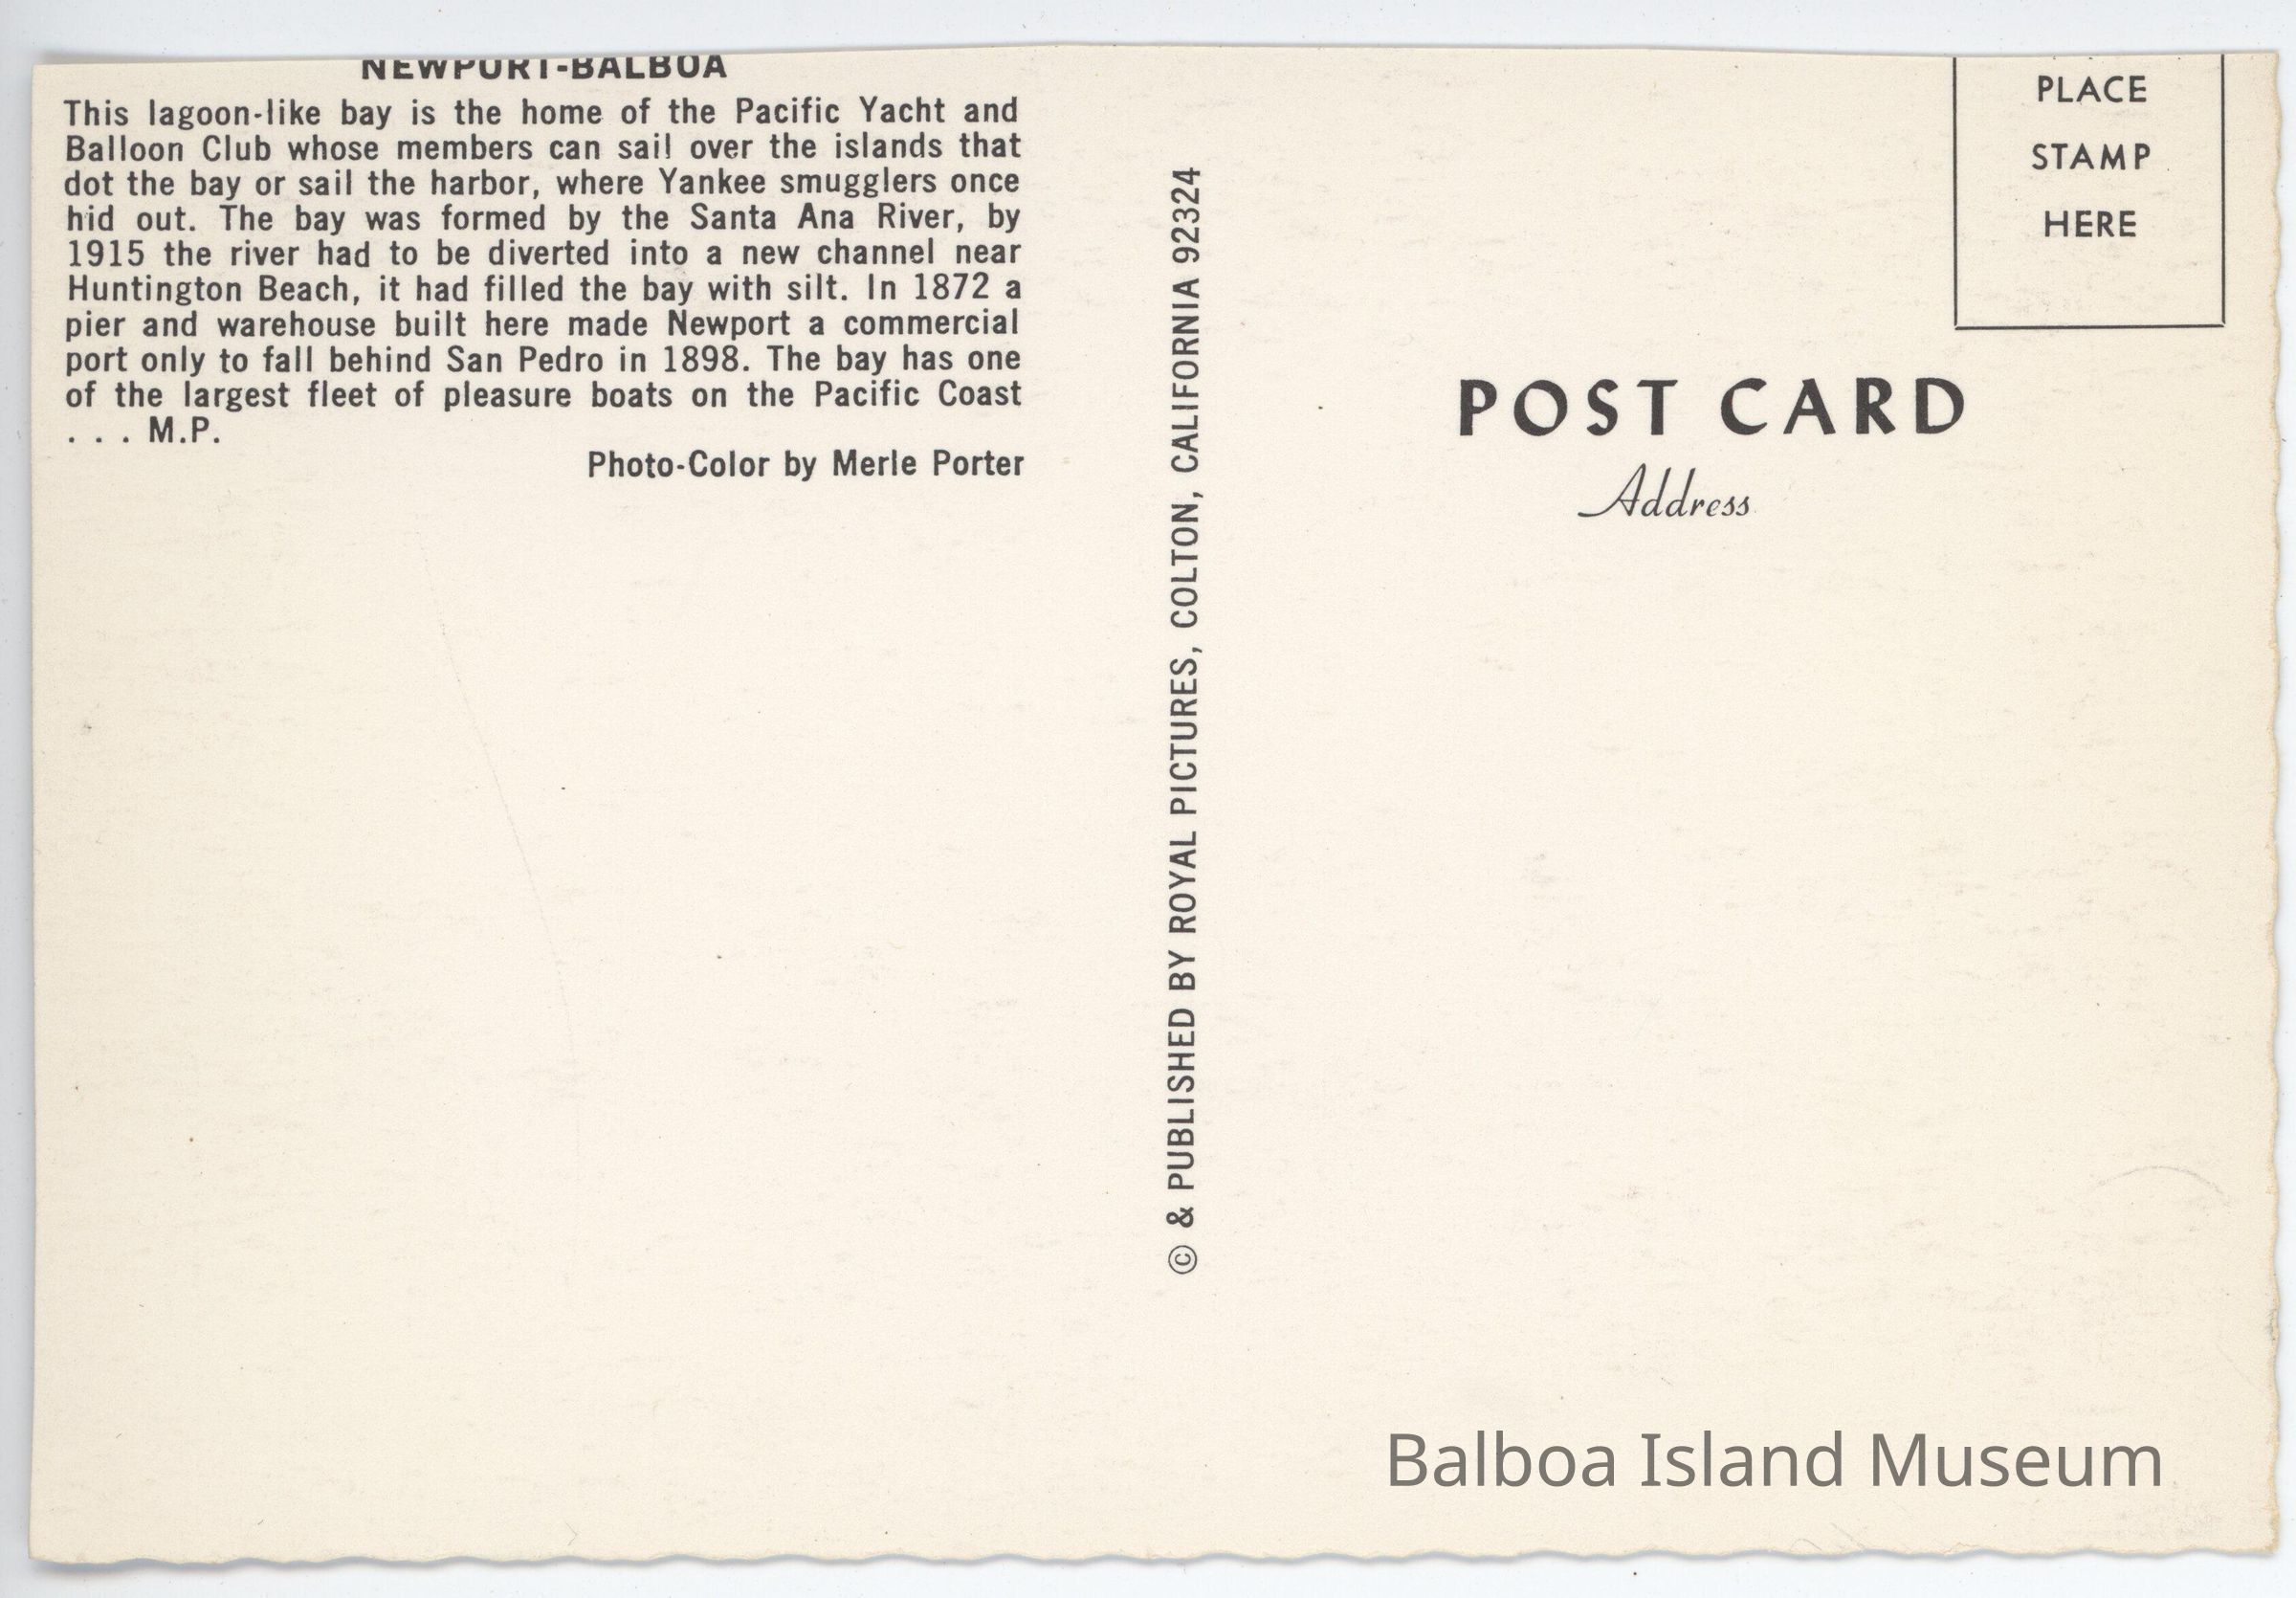 NEWPORT-BALBOA
This lagoon-like bay is the home of the Pacific Yacht and
Balloon Club whose members can sail over the islands that
dot the bay or sail the harbor, where Yankee smugglers once
hid out. The bay was formed by the Santa Ana River, by
1915 the river had to be diverted into a new channel near
Huntington Beach, it had filled the bay with silt. In 1872 a
pier and warehouse built here made Newport a commercial
port only to fall behind San Pedro in 1898. The bay has one
of the largest fleet of pleasure boats on the Pacific Coast
. . . M.P.
Photo-Color by Merle Porter
© & PUBLISHED BY ROYAL PICTURES, COLTON, CALIFORNIA 92324
PLACE
STAMP
HERE
POST CARD
Address
Balboa Island Museum